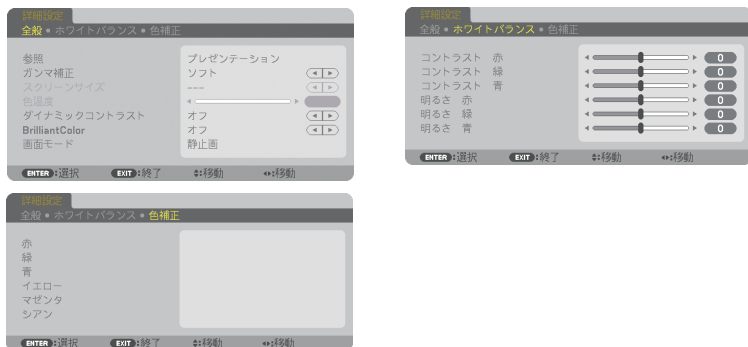 詳細設定
全般 ● ホワイトバランス ● 色補正
参照 プレゼンテーション
ガンマ補正 ソフト
スクリーンサイズ ---
色温度
ダイナミックコントラスト オフ
BrilliantColor オフ
画面モード 静止画
ENTER:選択 EXIT:終了 :移動 :移動
詳細設定
全般 ● ホワイトバランス ● 色補正
コントラスト 赤 0
コントラスト 緑 0
コントラスト 青 0
明るさ 赤 0
明るさ 緑 0
明るさ 青 0
ENTER:選択 EXIT:終了 :移動 :移動
詳細設定
全般 ● ホワイトバランス ● 色補正
赤
緑
青
イエロー
マゼンタ
シアン
ENTER:選択 EXIT:終了 :移動 :移動